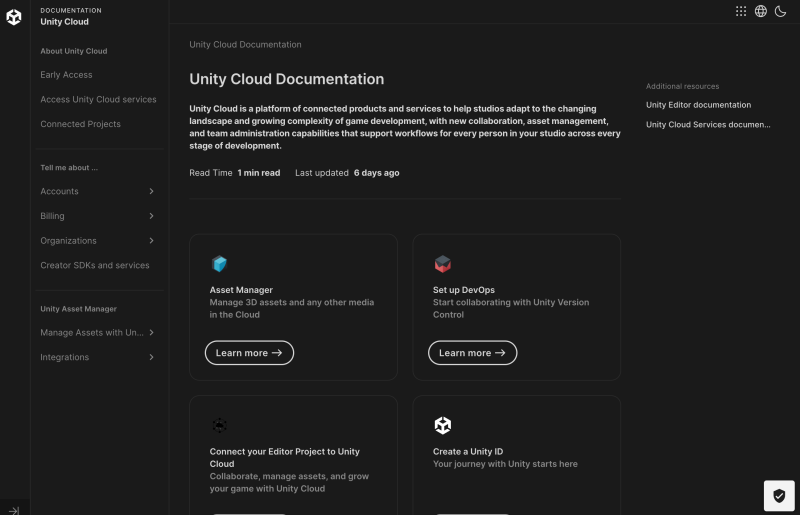 DOCUMENTATION
Unity Cloud
About Unity Cloud
Early Access
Access Unity Cloud services
Connected Projects
Tell me about ...
Accounts
Billing
Organizations
Creator SDKs and services
Unity Asset Manager
Manage Assets with Un...
Integrations
Unity Cloud Documentation
Unity Cloud Documentation
Unity Cloud is a platform of connected products and services to help studios adapt to the changing
landscape and growing complexity of game development, with new collaboration, asset management,
and team administration capabilities that support workflows for every person in your studio across every
stage of development.
Read Time 1 min read Last updated 6 days ago
Asset Manager
Manage 3D assets and any other media
in the Cloud
Learn more
Set up DevOps
Start collaborating with Unity Version
Control
Learn more
Connect your Editor Project to Unity
Cloud
Collaborate, manage assets, and grow
your game with Unity Cloud
Create a Unity ID
Your journey with Unity starts here
Additional resources
Unity Editor documentation
Unity Cloud Services documen...